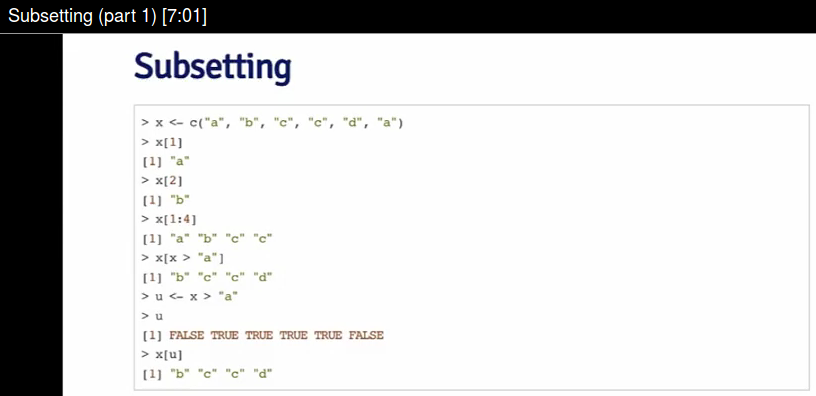 Subsetting (part 1) [7:01]
Subsetting
> x <- c("a", "b", "c", "c", "d", "a")
> x[1]
[1] "a"
> x[2]
[1] "b"
> x[1:4]
[1] "a" "b" "c" "c"
> x[x > "a"]
[1] "b" "c" "c" "d"
> u <- x > "a"
> u
[1] FALSE TRUE TRUE TRUE TRUE FALSE
> x[u]
[1] "b" "c" "c" "d"